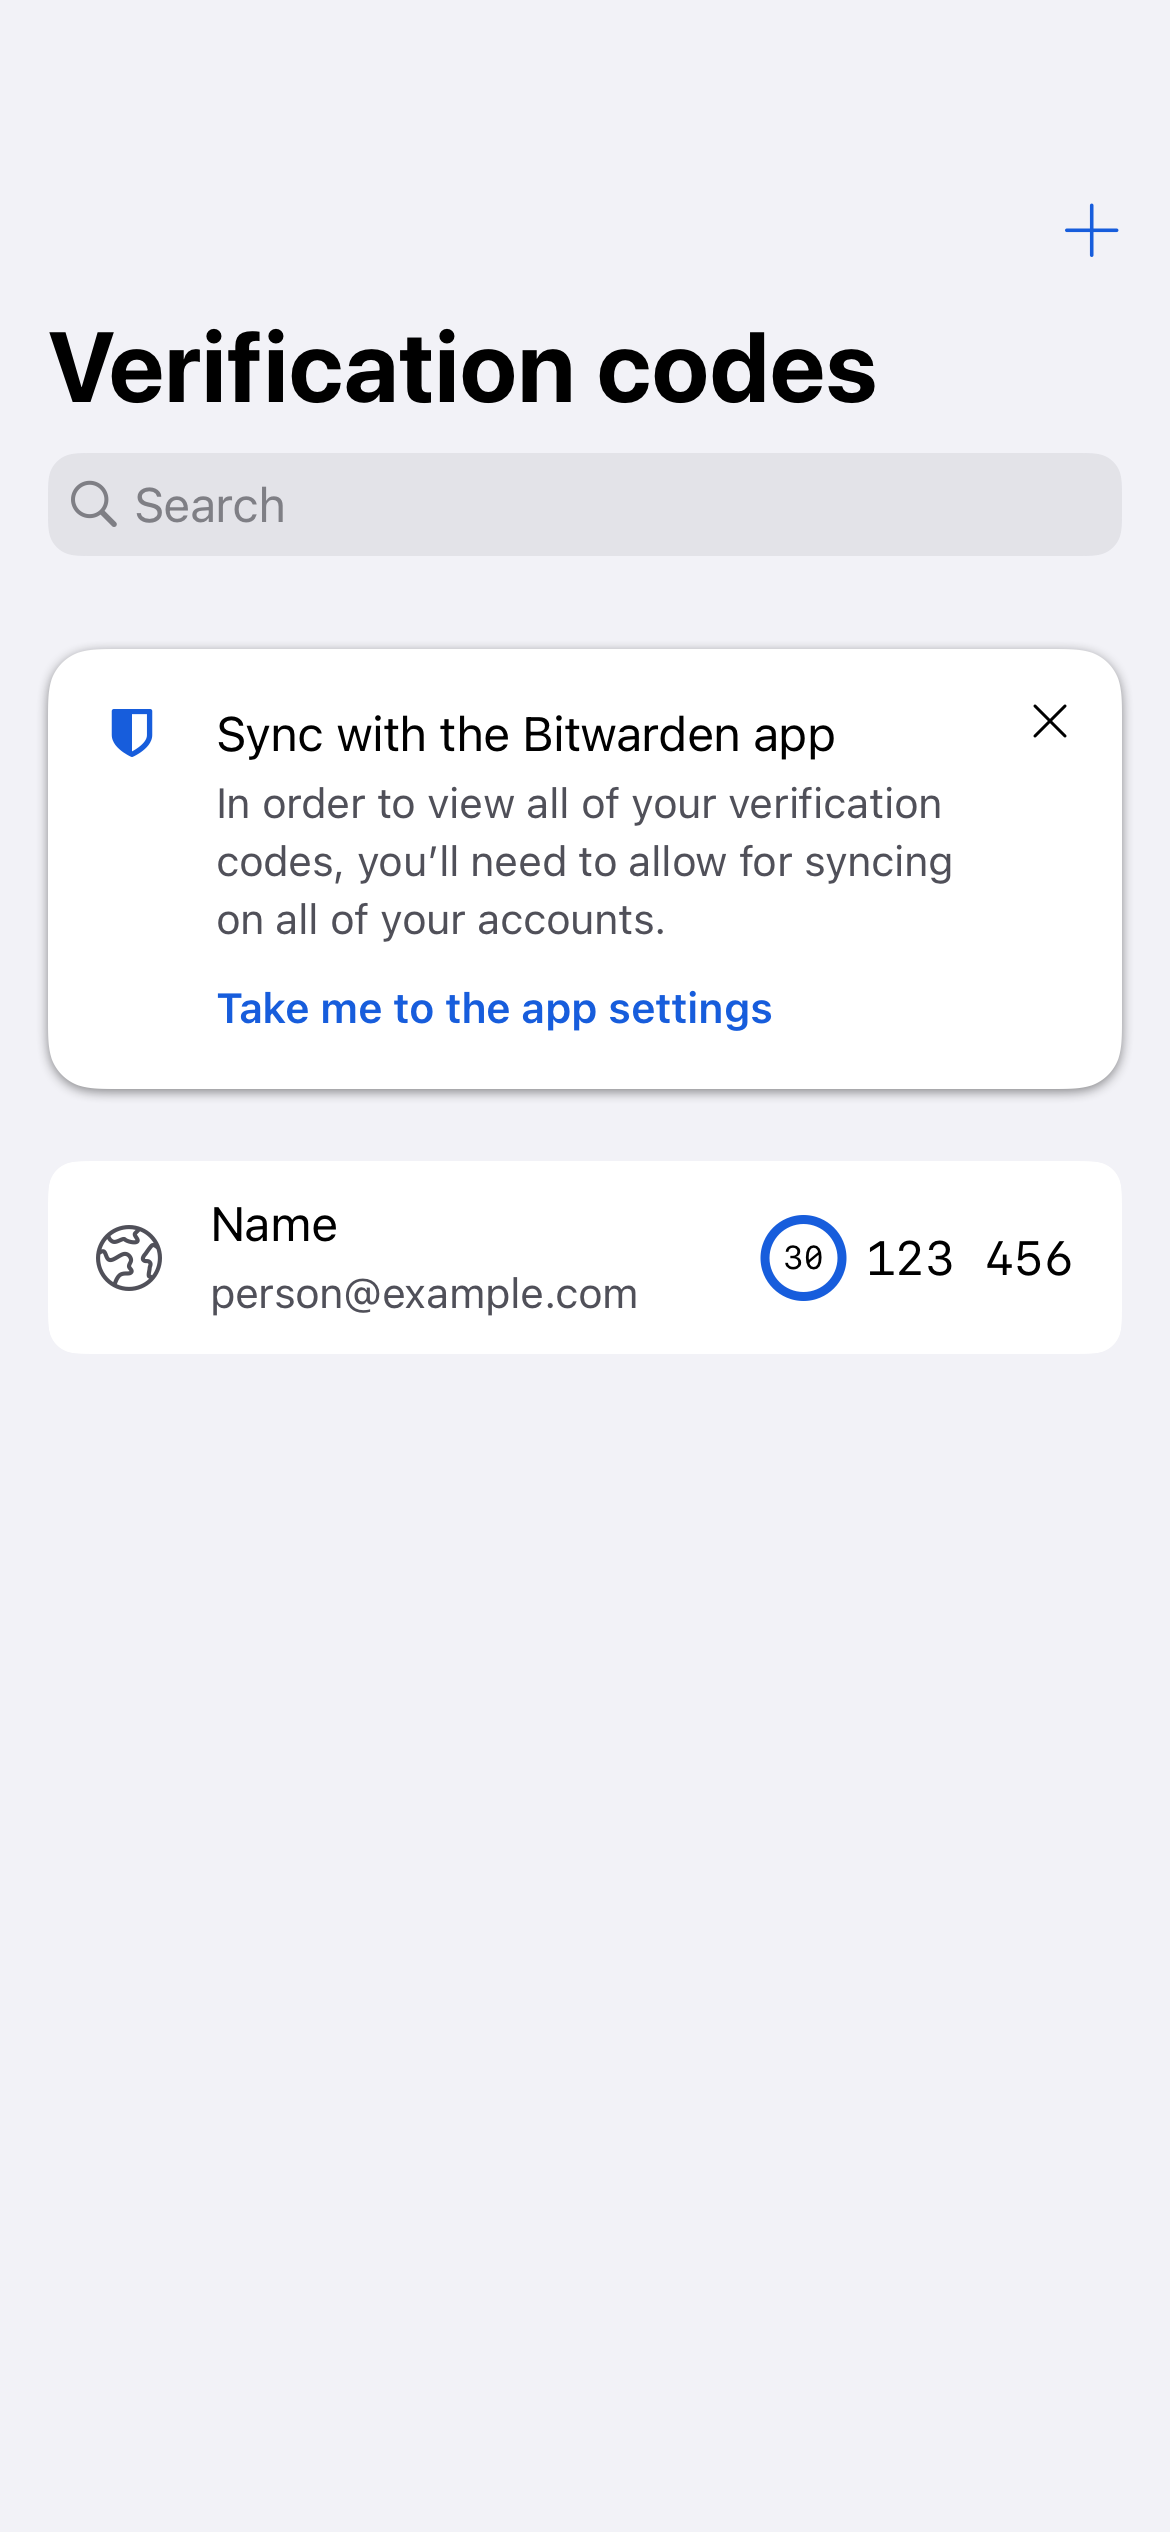 Verification codes
Search
Sync with the Bitwarden app
In order to view all of your verification
codes, you’ll need to allow for syncing
on all of your accounts.
Take me to the app settings
Name
person@example.com
30
123 456